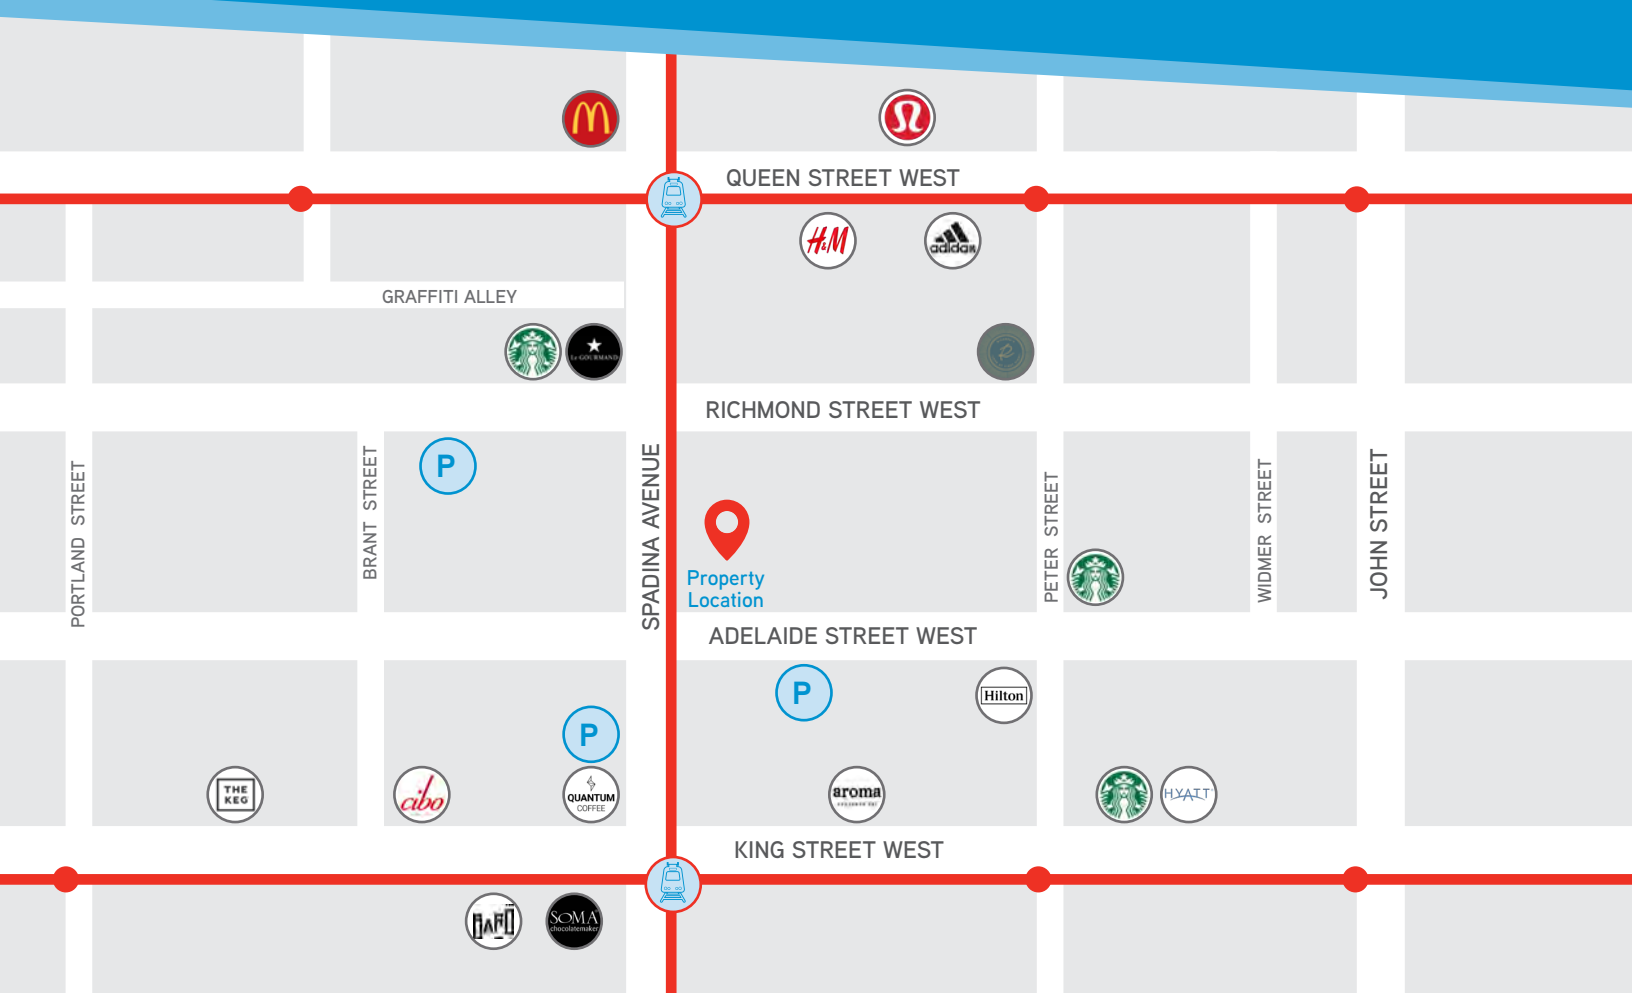 QUEEN STREET WEST
H&M
adidas
GRAFFITI ALLEY
Le GOURMAND
RICHMOND STREET WEST
PORTLAND STREET
BRANT STREET
P
SPADINA AVENUE
Property
Location
PETER STREET
WIDMER STREET
JOHN STREET
ADELAIDE STREET WEST
P
Hilton
P
THE
KEG
cibo
QUANTUM
COFFEE
aroma
HYATT
KING STREET WEST
SOMA
chocolatemaker